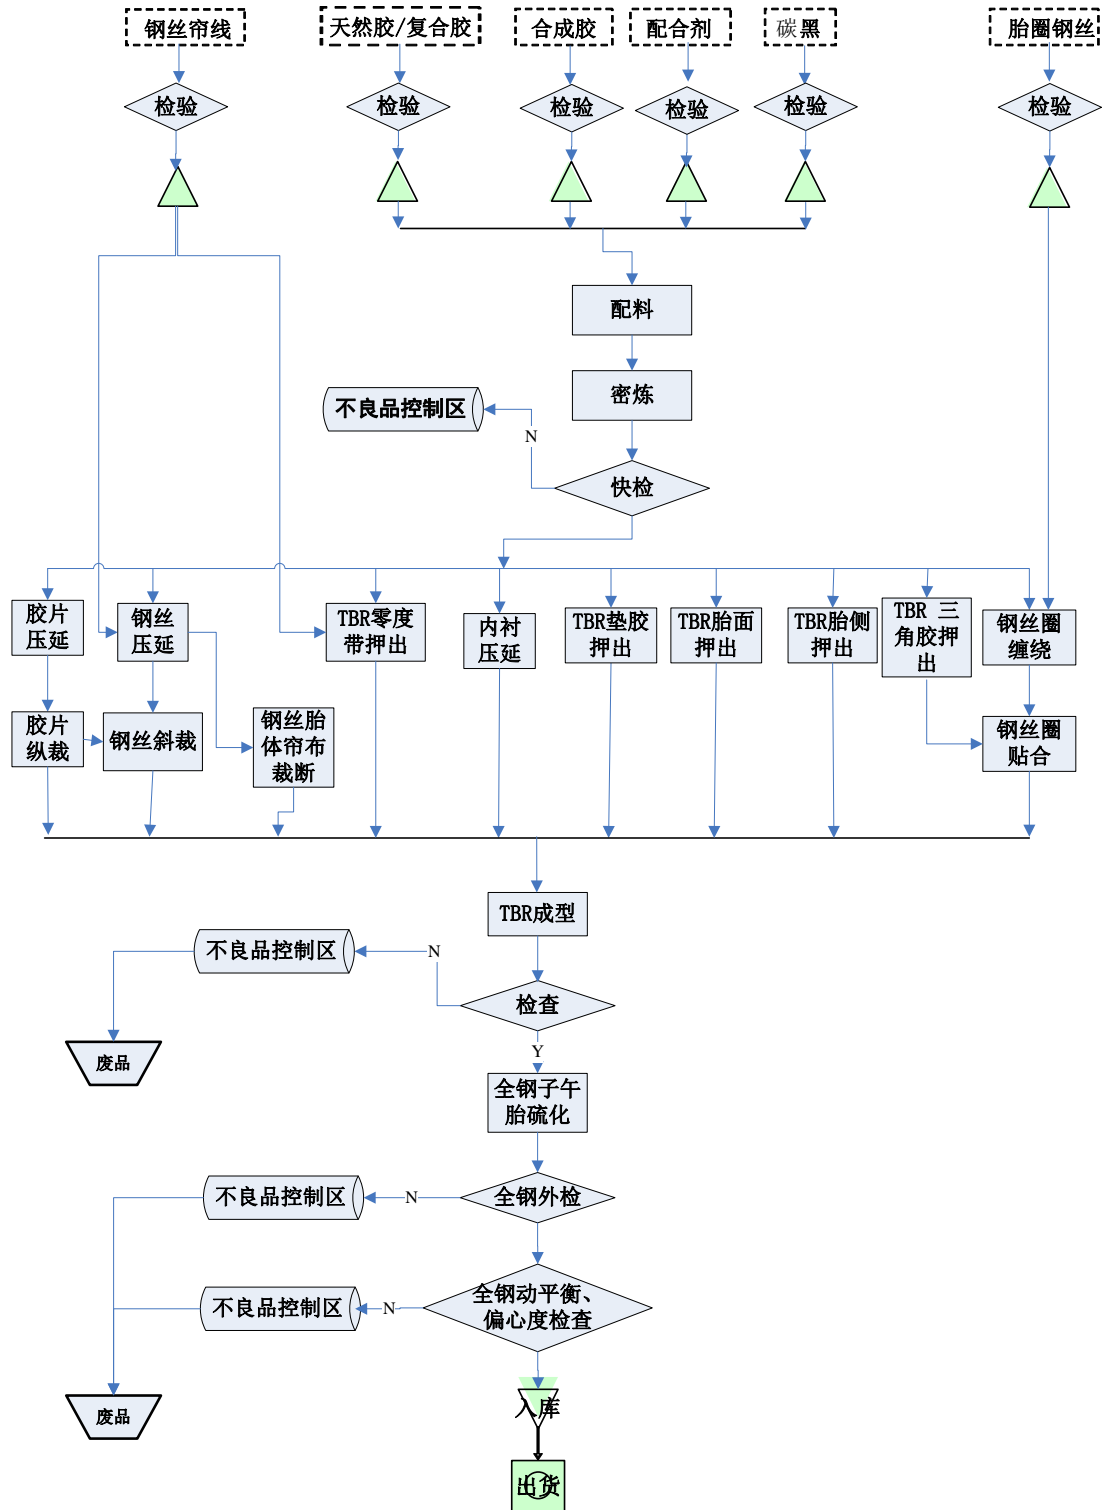 钢丝帘线
天然胶/复合胶
合成胶
配合剂
碳黑
胎圈钢丝
检验
检验
检验
检验
检验
检验
配料
密炼
不良品控制区
N
快检
胶片
压延
钢丝
压延
TBR零度
带押出
内衬
压延
TBR垫胶
押出
TBR胎面
押出
TBR胎侧
押出
TBR 三
角胶押
出
钢丝圈
缠绕
胶片
纵裁
钢丝斜裁
钢丝胎
体帘布
裁断
钢丝圈
贴合
TBR成型
不良品控制区
N
检查
Y
废品
全钢子午
胎硫化
不良品控制区
N
全钢外检
不良品控制区
N
全钢动平衡、
偏心度检查
废品
入库
出货